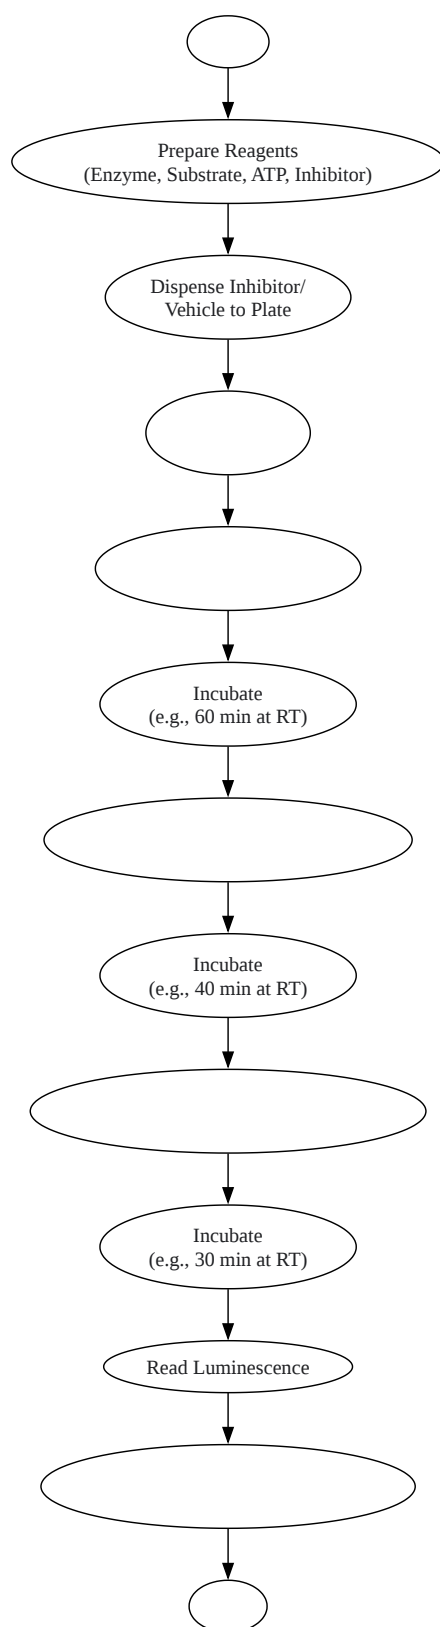 Prepare Reagents
(Enzyme, Substrate, ATP, Inhibitor)
Dispense Inhibitor/
Vehicle to Plate
Incubate
(e.g., 60 min at RT)
Incubate
(e.g., 40 min at RT)
Incubate
(e.g., 30 min at RT)
Read Luminescence